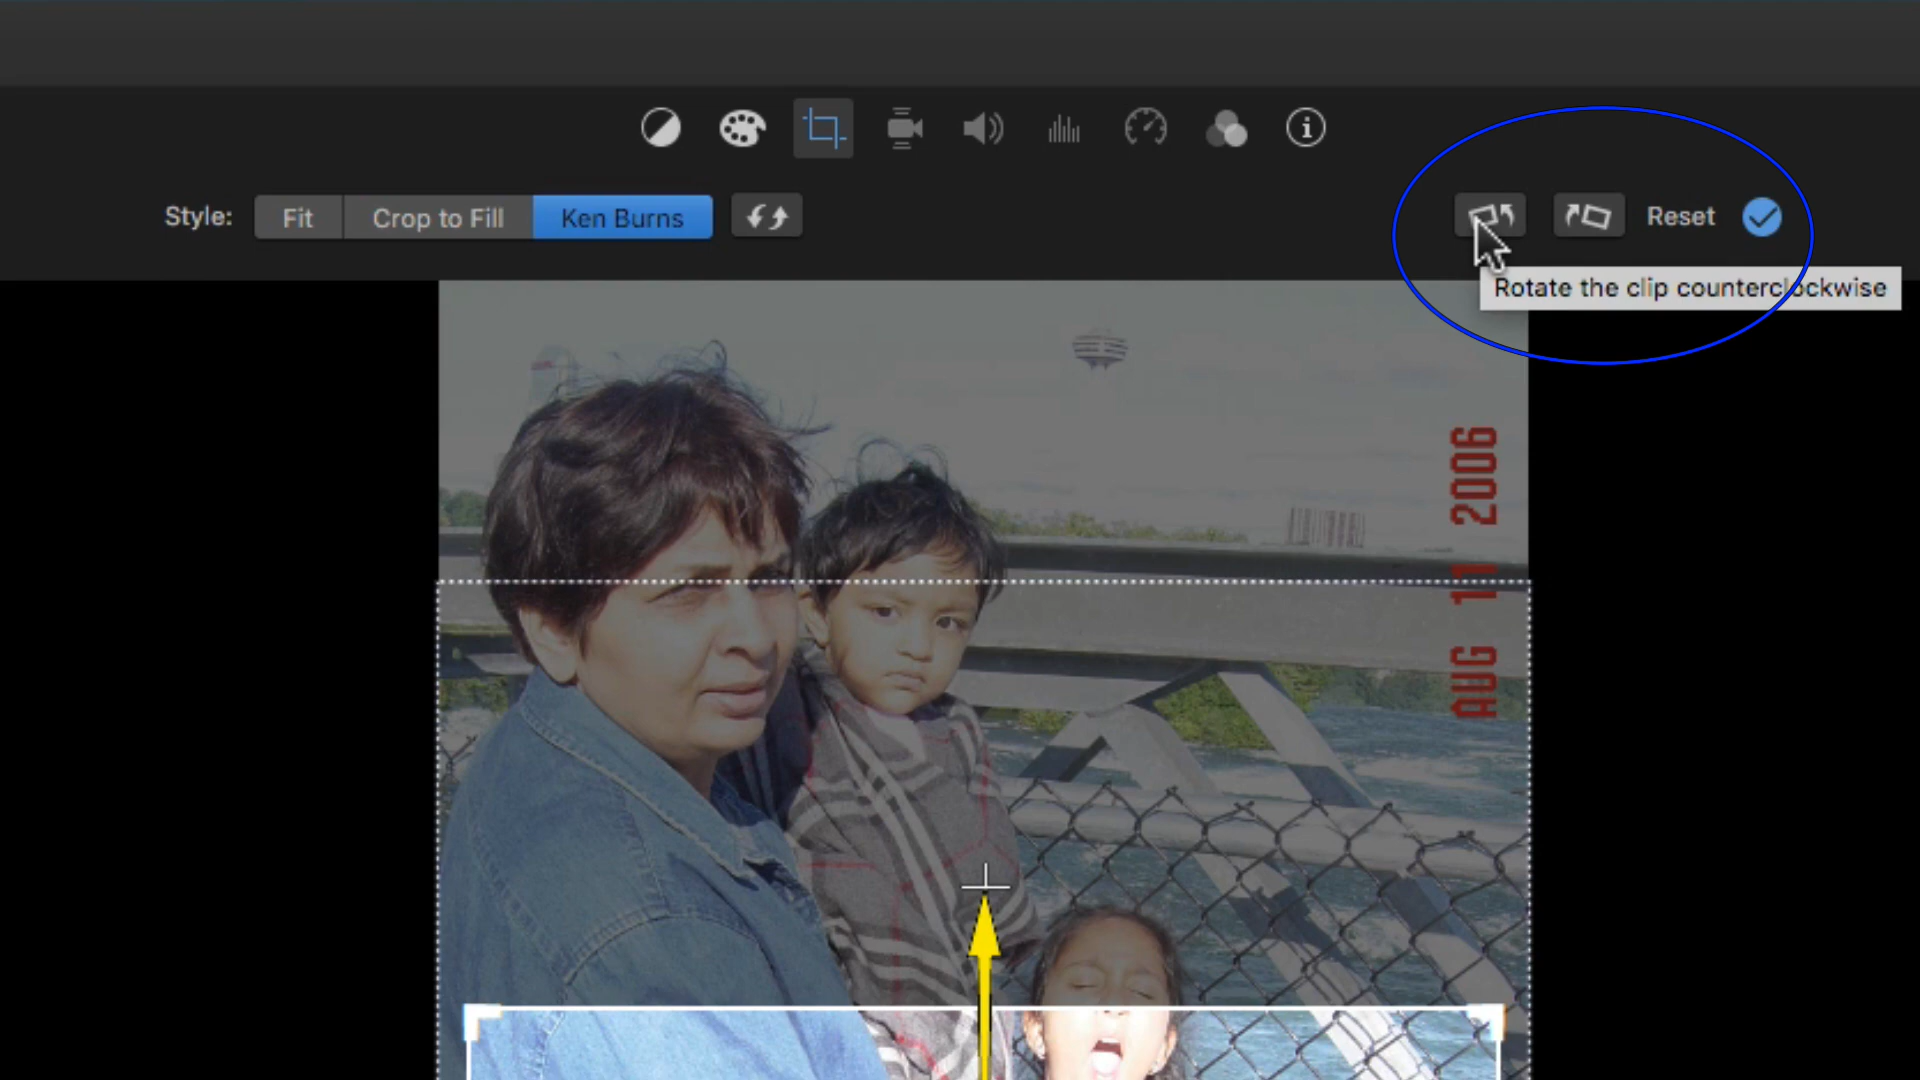 Style: Fit Crop to Fill Ken Burns Reset
Rotate the clip counterclockwise
AUG 11 2006